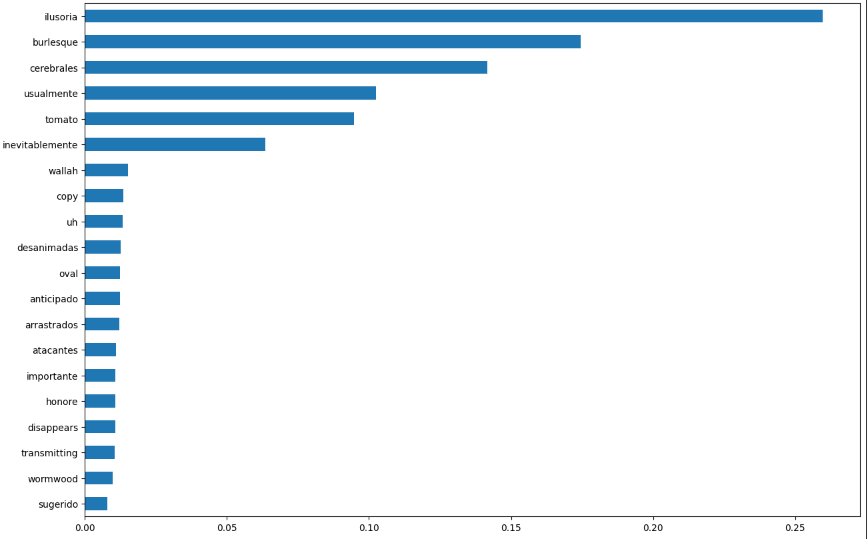 ilusoria
burlesque
cerebrales
usualmente
tomato
inevitablemente
wallah
copy
uh
desanimadas
oval
anticipado
arrastrados
atacantes
importante
honore
disappears
transmitting
wormwood
sugerido
0.00 0.05 0.10 0.15 0.20 0.25